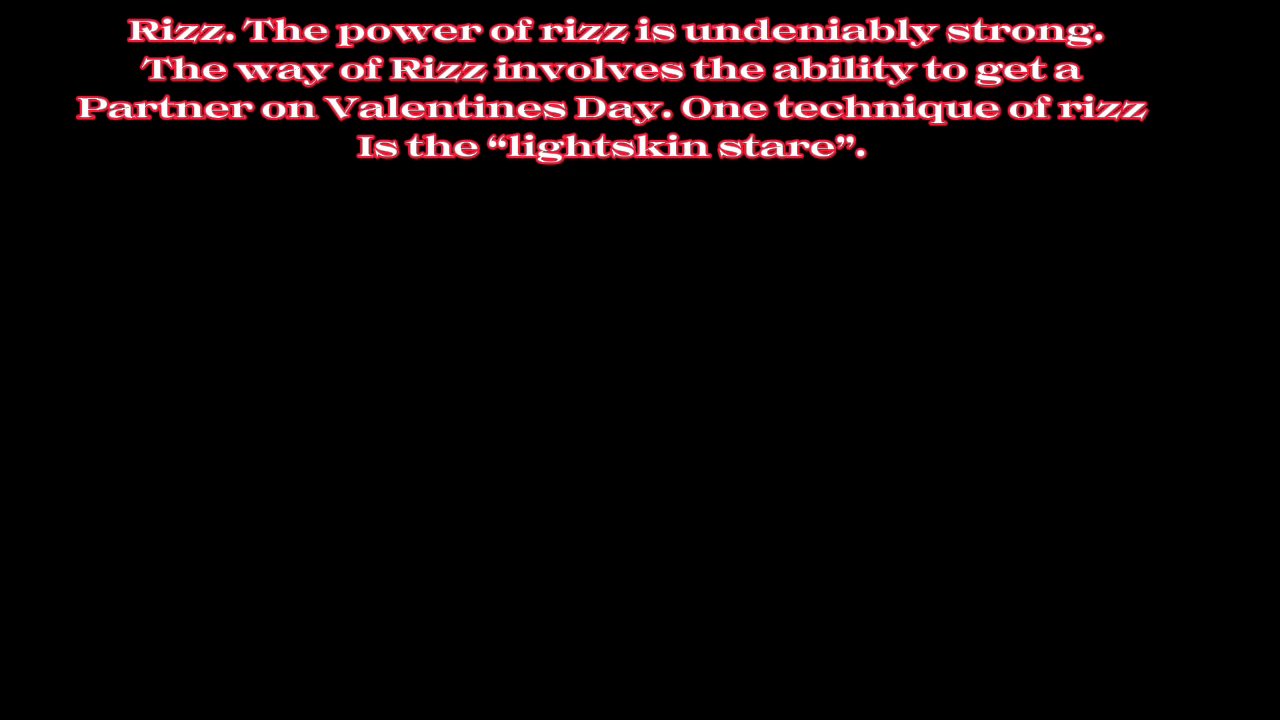 Rizz. The power of rizz is undeniably strong.
The way of Rizz involves the ability to get a
Partner on Valentines Day. One technique of rizz
Is the “lightskin stare”.